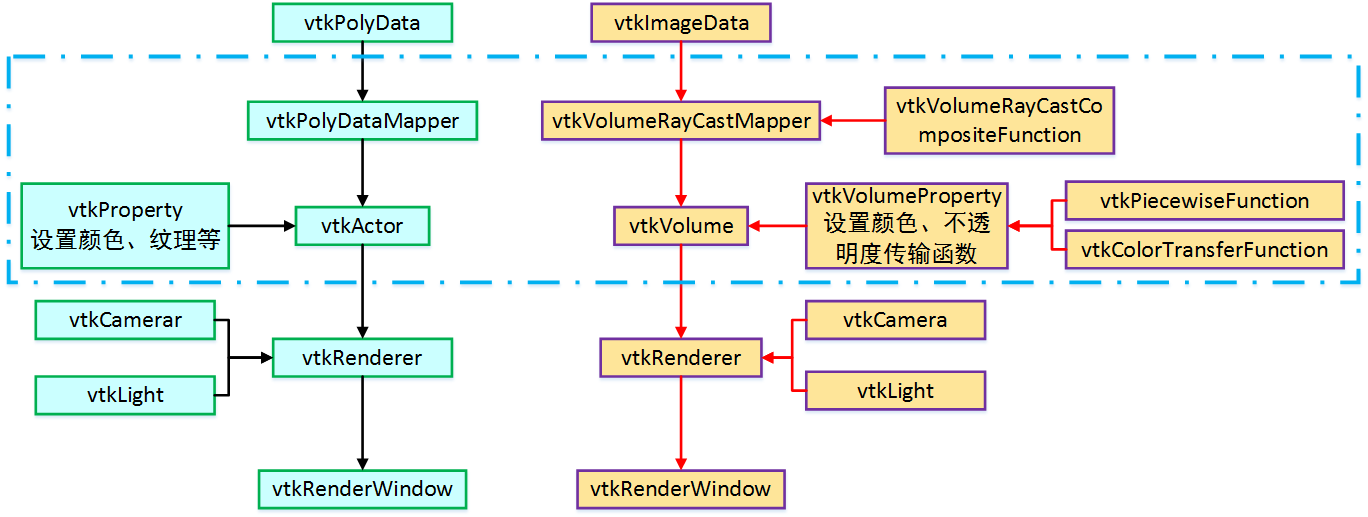 vtkPolyData
vtkImageData
vtkPolyDataMapper
vtkVolumeRayCastMapper
vtkVolumeRayCastCo
mpositeFunction
vtkProperty
设置颜色、纹理等
vtkActor
vtkVolume
vtkVolumeProperty
设置颜色、不透
明度传输函数
vtkPiecewiseFunction
vtkColorTransferFunction
vtkCamerar
vtkLight
vtkRenderer
vtkRenderer
vtkCamera
vtkLight
vtkRenderWindow
vtkRenderWindow